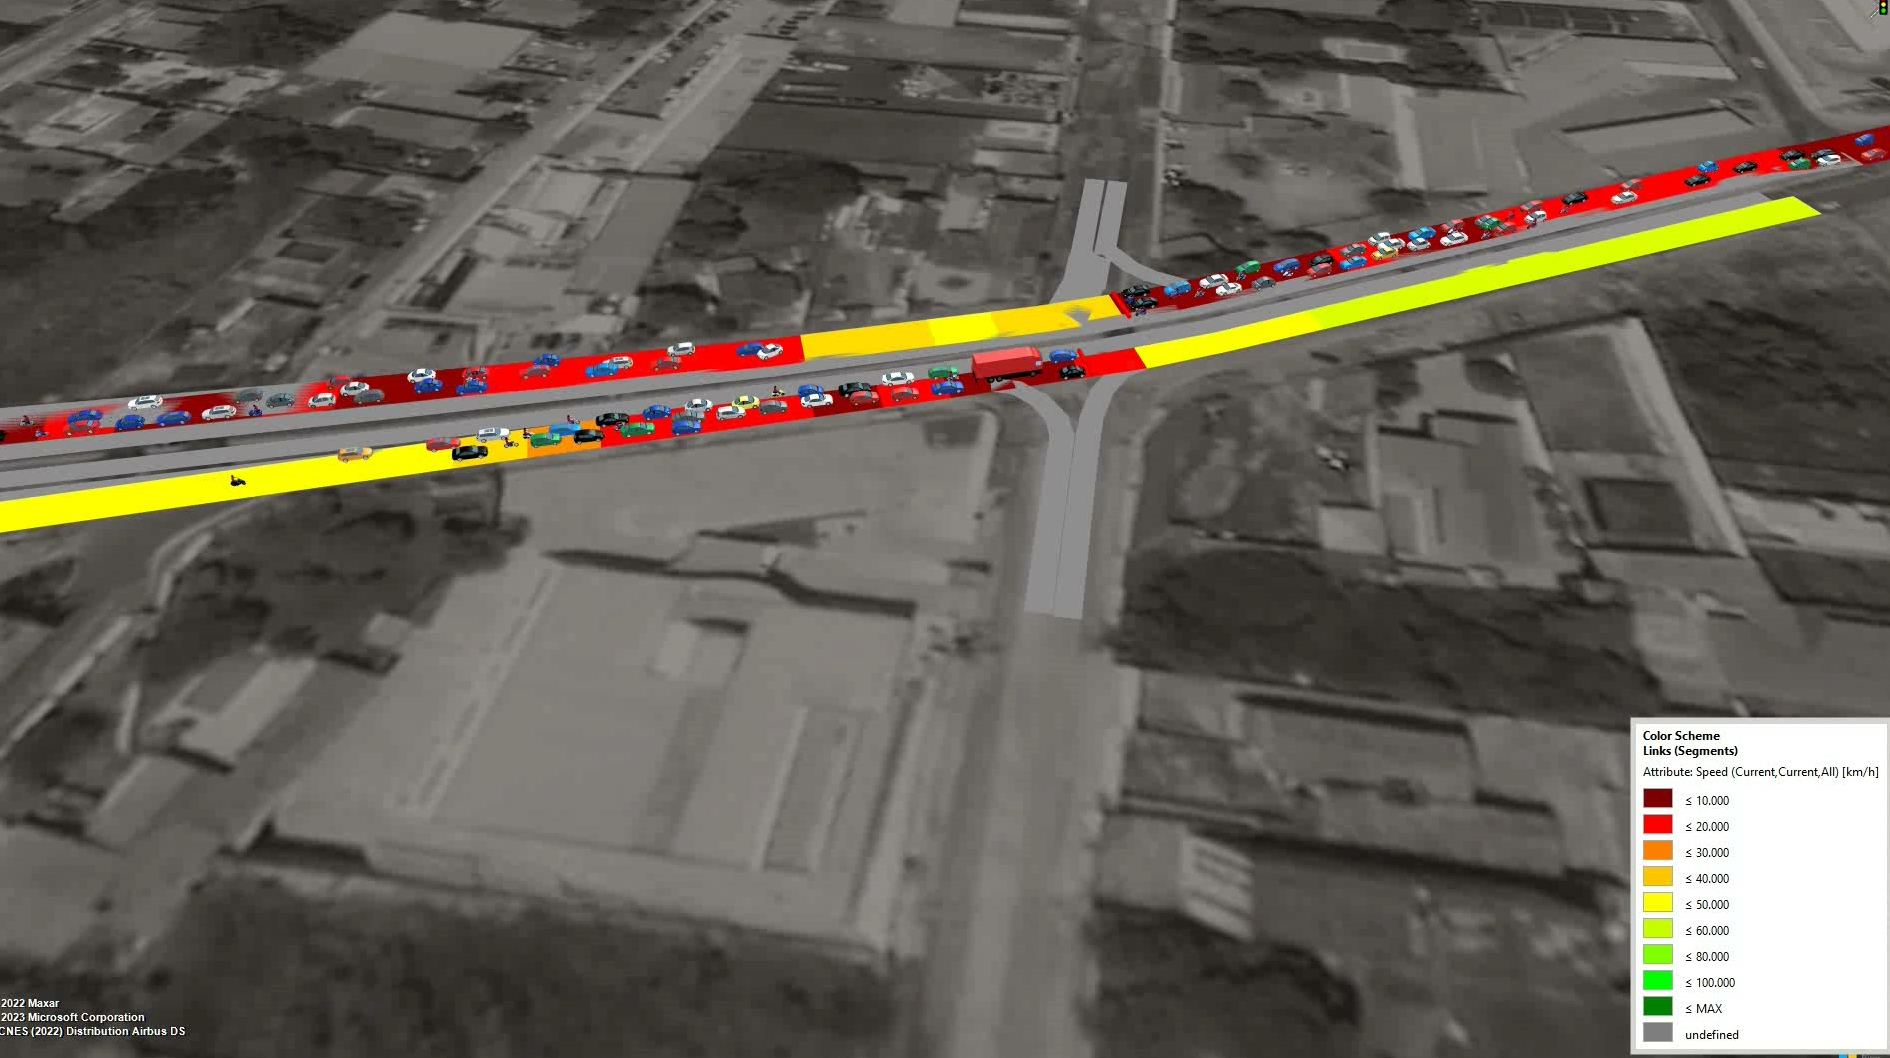 Color Scheme
Links (Segments)
Attribute: Speed (Current,Current,All) [km/h]
≤ 10.000
≤ 20.000
≤ 30.000
≤ 40.000
≤ 50.000
≤ 60.000
≤ 80.000
≤ 100.000
≤ MAX
undefined
2022 Maxar
2023 Microsoft Corporation
CNES (2022) Distribution Airbus DS